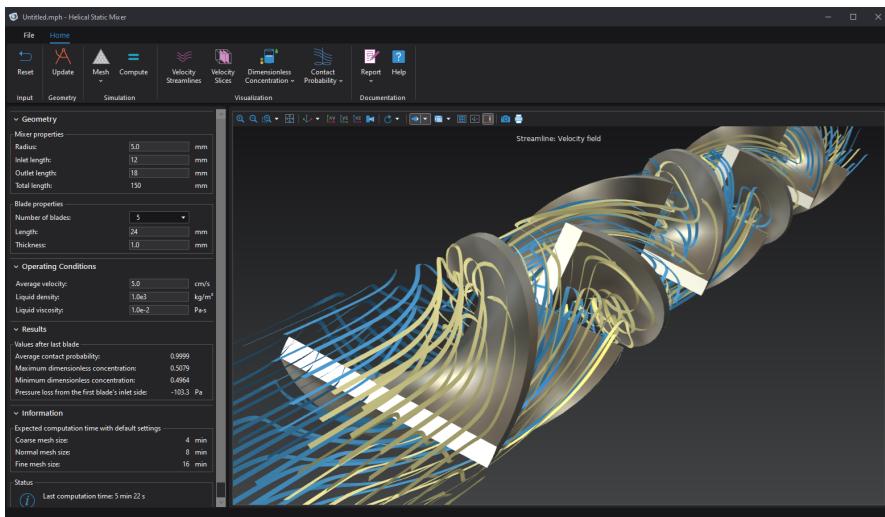 Untitled.mph - Helical Static Mixer
File Home
Reset Update Mesh Compute Velocity Streamlines Velocity Slices Dimensionless Concentration Contact Probability Report Help
Input Geometry Simulation Visualization Documentation
Geometry
Mixer properties
Radius: 5.0 mm
Inlet length: 12 mm
Outlet length: 18 mm
Total length: 150 mm
Blade properties
Number of blades: 5
Length: 24 mm
Thickness: 1.0 mm
Operating Conditions
Average velocity: 5.0 cm/s
Liquid density: 1.0e3 kg/m³
Liquid viscosity: 1.0e-2 Pa·s
Results
Values after last blade
Average contact probability: 0.9999
Maximum dimensionless concentration: 0.5079
Minimum dimensionless concentration: 0.4964
Pressure loss from the first blade's inlet side: -103.3 Pa
Information
Expected computation time with default settings
Coarse mesh size: 4 min
Normal mesh size: 8 min
Fine mesh size: 16 min
Status
Last computation time: 5 min 22 s
Streamline: Velocity field